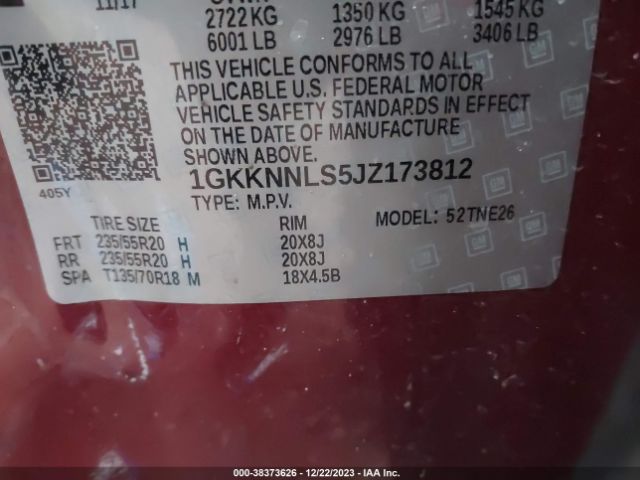 11/17
2722 KG 1350 KG 1545 KG
6001 LB 2976 LB 3406 LB
THIS VEHICLE CONFORMS TO ALL
APPLICABLE U.S. FEDERAL MOTOR
VEHICLE SAFETY STANDARDS IN EFFECT
ON THE DATE OF MANUFACTURE
SHOWN ABOVE.
405Y
1GKKNNLS5JZ173812
TYPE: M.P.V. MODEL: 52TNE26
TIRE SIZE RIM
FRT 235/55R20 H 20X8J
RR 235/55R20 H 20X8J
SPA T135/70R18 M 18X4.5B
GM
000-38373626 - 12/22/2023 - IAA Inc.